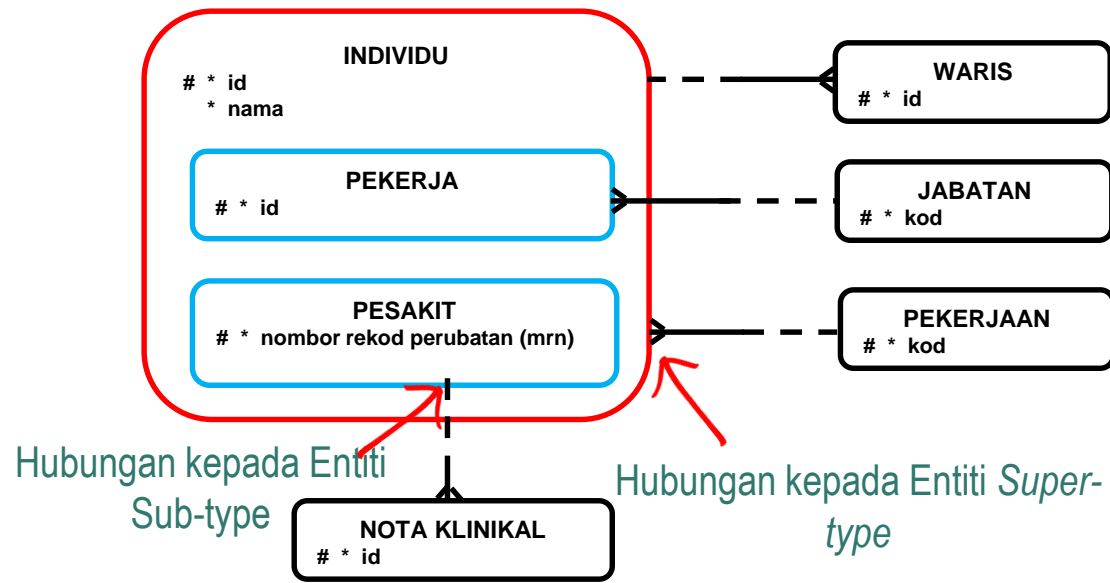 INDIVIDU
# * id
* nama
PEKERJA
# * id
PESAKIT
# * nombor rekod perubatan (mrn)
WARIS
# * id
JABATAN
# * kod
PEKERJAAN
# * kod
Hubungan kepada Entiti
Sub-type
Hubungan kepada Entiti Super-
type
NOTA KLINIKAL
# * id